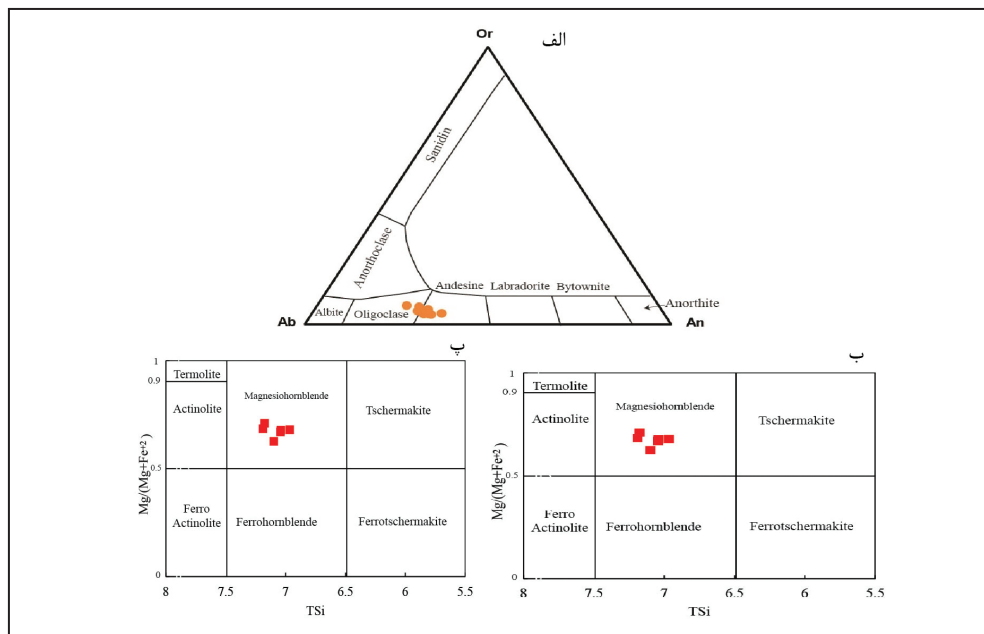 الف
Or
Sanidin
Anorthoclase
Andesine Labradorite Bytownite
Anorthite
Albite
Oligoclase
Ab
An
پ
1
Termolite
0.9
Actinolite
Magnesiohornblende
Tschermakite
Mg/(Mg+Fe+2)
0.5
Ferro
Actinolite
Ferrohornblende
Ferrotschermakite
0
8 7.5 7 6.5 6 5.5
TSi
ب
1
Termolite
0.9
Actinolite
Magnesiohornblende
Tschermakite
Mg/(Mg+Fe+2)
0.5
Ferro
Actinolite
Ferrohornblende
Ferrotschermakite
0
8 7.5 7 6.5 6 5.5
TSi